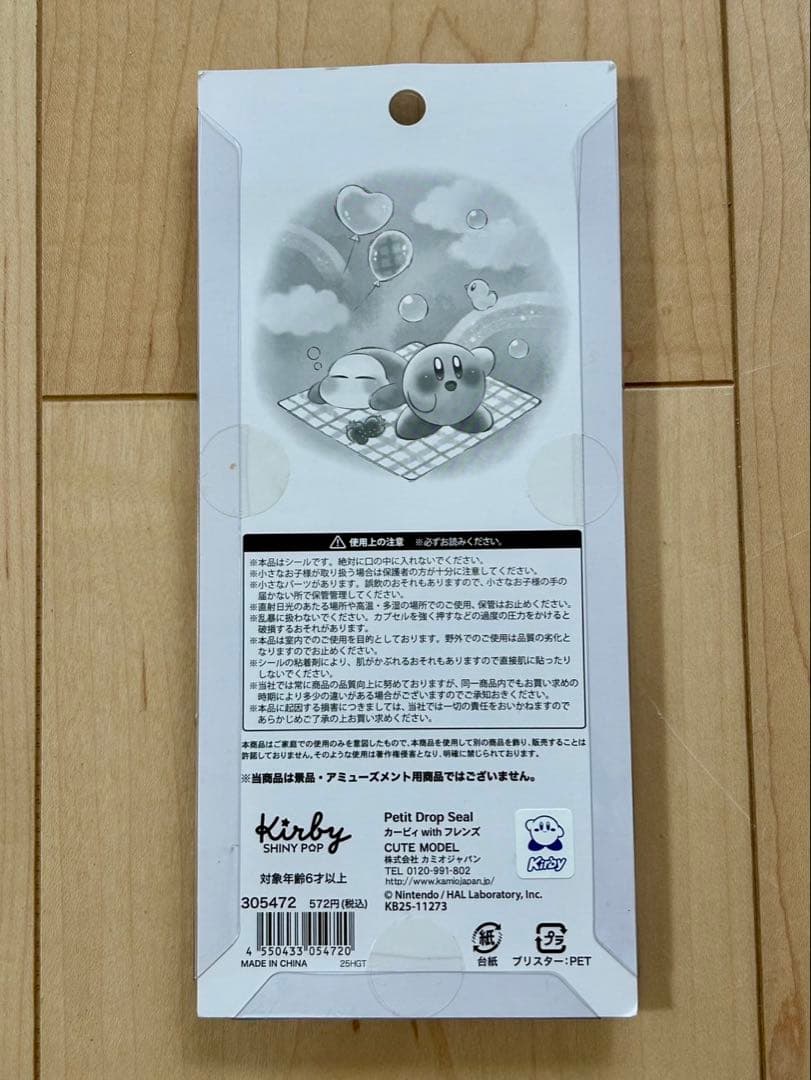 使用上の注意 ※必ずお読みください。
※本品はシールです。絶対に口の中に入れないでください。
※小さなお子様が取り扱う場合は保護者の方が十分に注意してください。
※小さなパーツがあります。誤飲のおそれもありますので、小さなお子様の手の
届かない所で保管管理してください。
※直射日光のあたる場所や高温・多湿の場所でのご使用、保管はお止めください。
※乱暴に扱わないでください。カプセルを強く押すなどの過度の圧力をかけると
破損するおそれがあります。
※本品は室内でのご使用を目的としております。野外でのご使用は品質の劣化と
なりますのでお止めください。
※シールの粘着剤により、肌がかぶれるおそれもありますので直接肌に貼ったり
しないでください。
※当社では常に商品の品質向上に努めておりますが、同一商品内でもお買い求めの
時期により多少の違いがある場合がございますのでご承知おきください。
※本品に起因する損害につきましては、当社では一切の責任をおいかねますので
あらかじめご了承の上お買い求めください。
本商品はご家庭での使用のみを意図したもので、本商品を使用して別の商品を飾り、販売することは
許諾しておりません。そのような使用は著作権侵害となり、明確に禁じられております。
※当商品は景品・アミューズメント用商品ではございません。
Kirby
SHINY POP
対象年齢6才以上
305472 572円(税込)
4 550433 054720
MADE IN CHINA 25HGT
Petit Drop Seal
カービィ with フレンズ
CUTE MODEL
株式会社 カミオジャパン
TEL 0120-991-802
http://www.kamiojapan.jp/
© Nintendo / HAL Laboratory, Inc.
KB25-11273
Kirby
紙
台紙
プラ
ブリスター:PET